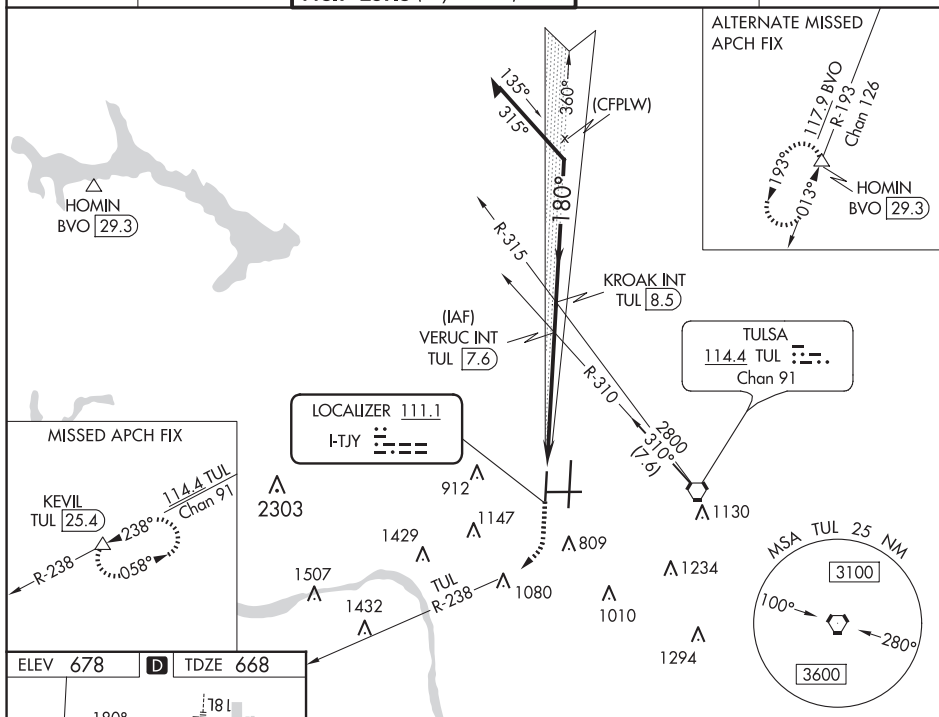 ALTERNATE MISSED
APCH FIX
117.9 BVO
R-193
Chan 126
193°
013°
HOMIN
BVO 29.3
135°
315°
360°
(CFPLW)
180°
HOMIN
BVO 29.3
R-315
KROAK INT
TUL 8.5
(IAF)
VERUC INT
TUL 7.6
R-310
TULSA
114.4 TUL
Chan 91
2800
310°
(7.6)
LOCALIZER 111.1
I-TJY
MISSED APCH FIX
114.4 TUL
Chan 91
KEVIL
TUL 25.4
238°
058°
R-238
2303
912
1147
1429
1507
1432
TUL
R-238
1080
809
1130
1234
1010
1294
MSA TUL 25 NM
3100
100°
280°
3600
ELEV 678
D
TDZE 668
180°
18L